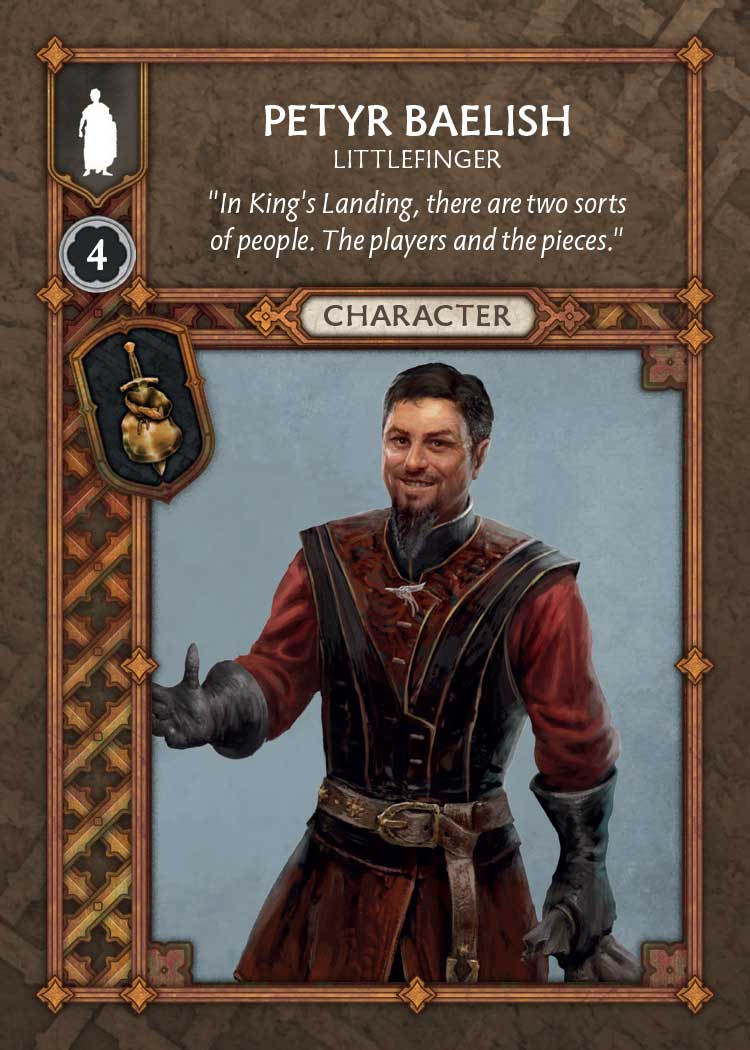 PETYR BAELISH
LITTLEFINGER
"In King's Landing, there are two sorts
of people. The players and the pieces."
4
CHARACTER